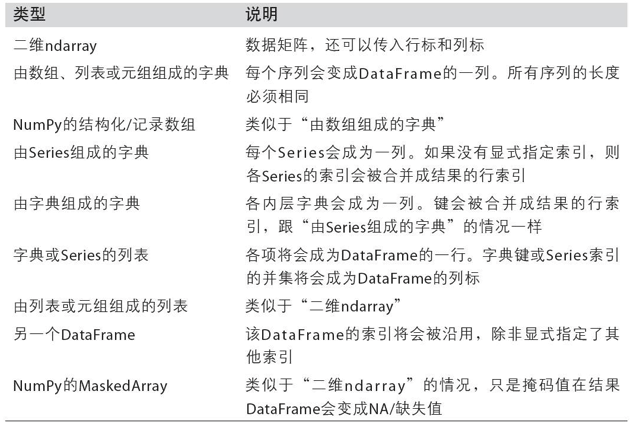 类型 说明
二维ndarray 数据矩阵，还可以传入行标和列标
由数组、列表或元组组成的字典 每个序列会变成DataFrame的一列。所有序列的长度
必须相同
NumPy的结构化/记录数组 类似于“由数组组成的字典”
由Series组成的字典 每个Series会成为一列。如果没有显式指定索引，则
各Series的索引会被合并成结果的行索引
由字典组成的字典 各内层字典会成为一列。键会被合并成结果的行索
引，跟“由Series组成的字典”的情况一样
字典或Series的列表 各项将会成为DataFrame的一行。字典键或Series索引
的并集将会成为DataFrame的列标
由列表或元组组成的列表 类似于“二维ndarray”
另一个DataFrame 该DataFrame的索引将会被沿用，除非显式指定了其
他索引
NumPy的MaskedArray 类似于“二维ndarray”的情况，只是掩码值在结果
DataFrame会变成NA/缺失值